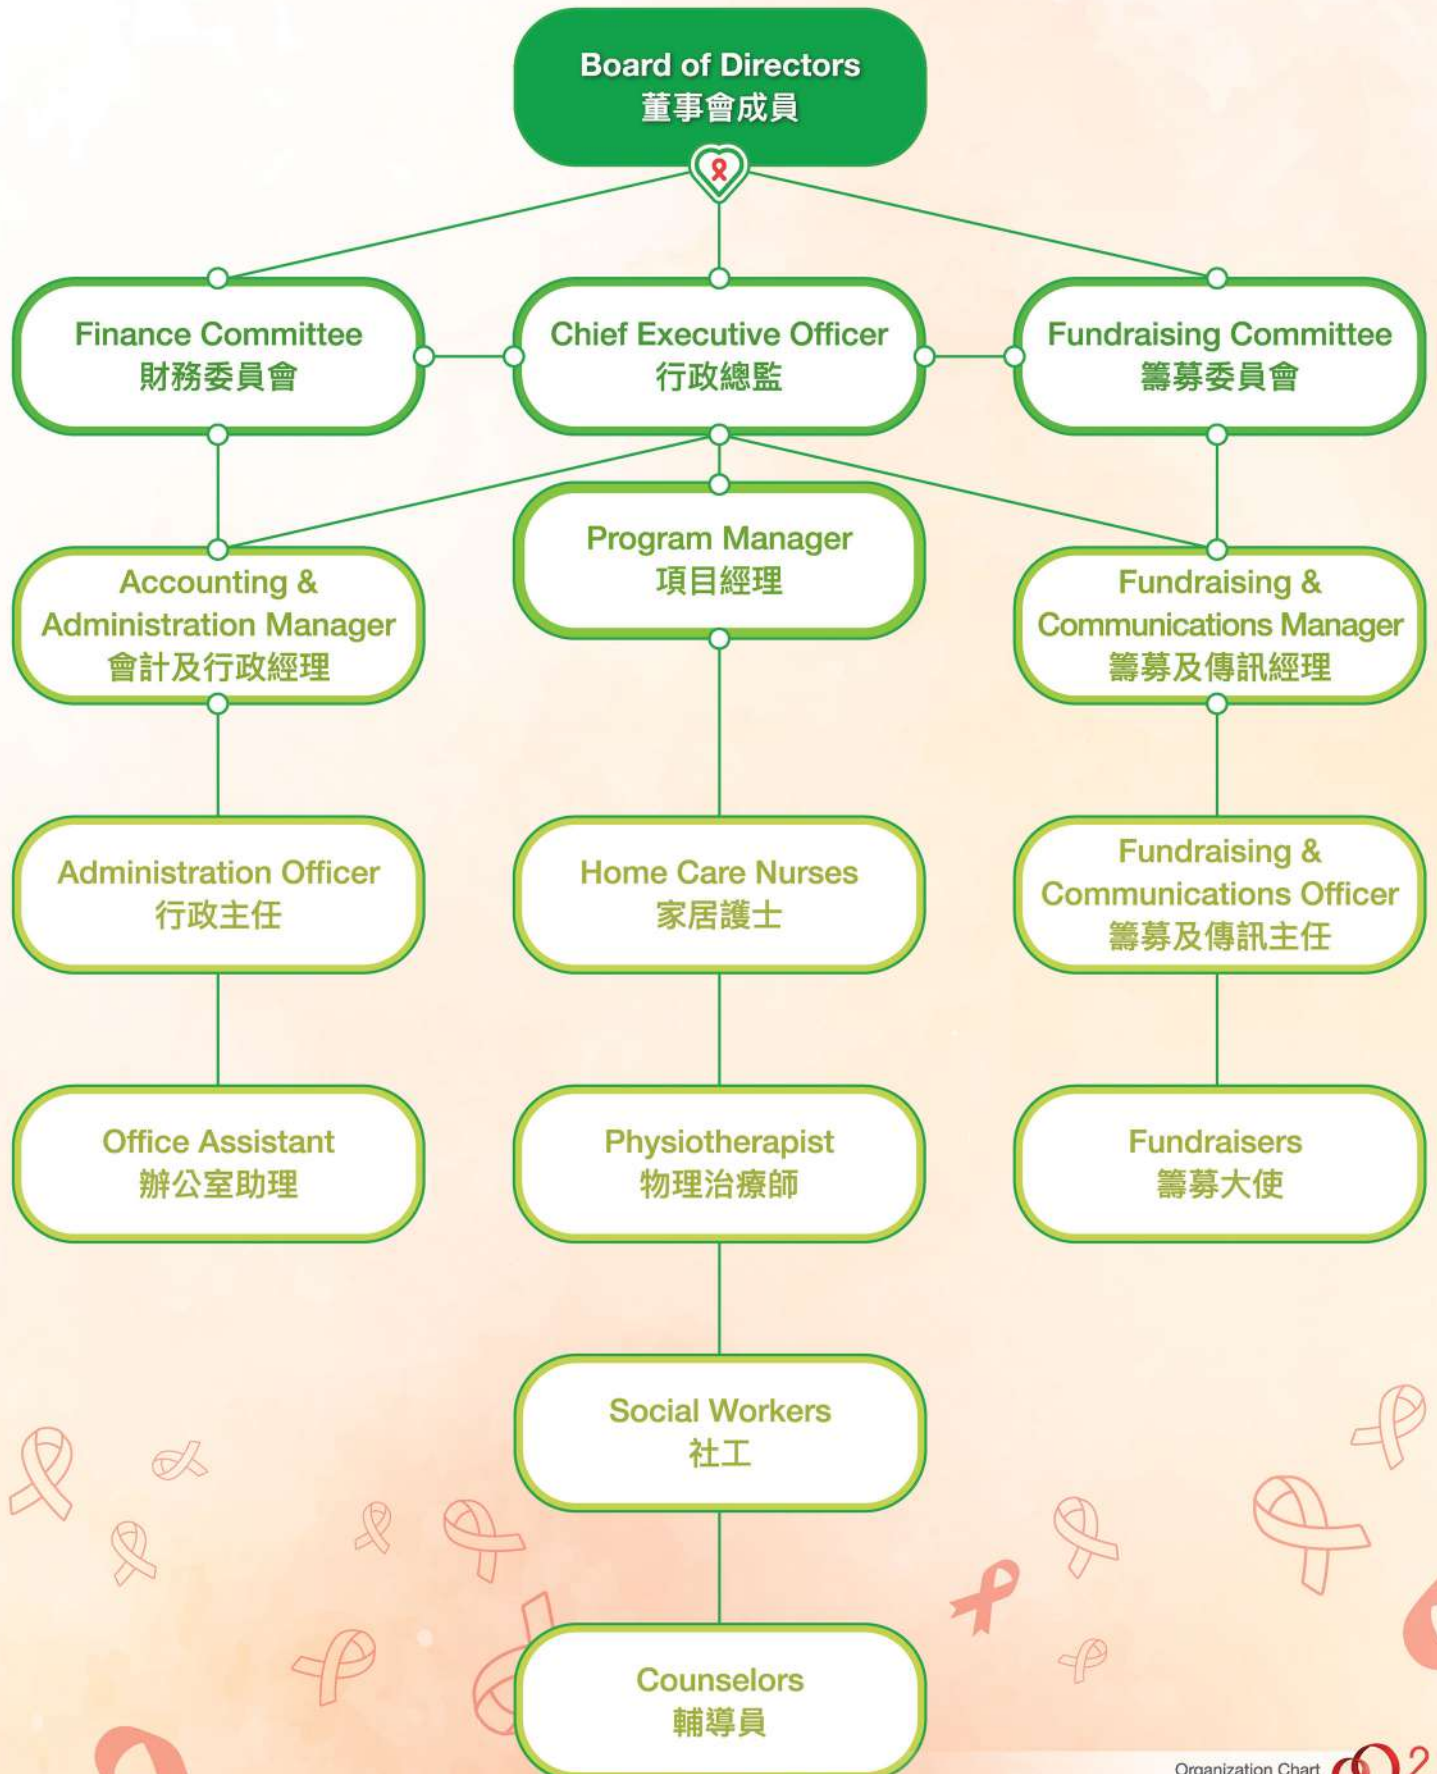 Board of Directors
董事會成員
Finance Committee
財務委員會
Chief Executive Officer
行政總監
Fundraising Committee
籌募委員會
Program Manager
項目經理
Accounting &
Administration Manager
會計及行政經理
Fundraising &
Communications Manager
籌募及傳訊經理
Administration Officer
行政主任
Home Care Nurses
家居護士
Fundraising &
Communications Officer
籌募及傳訊主任
Office Assistant
辦公室助理
Physiotherapist
物理治療師
Fundraisers
籌募大使
Social Workers
社工
Counselors
輔導員
Organization Chart